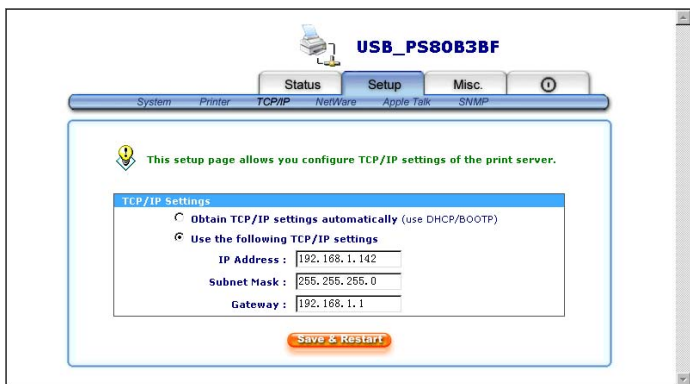 USB_PS80B3BF
Status Setup Misc.
System Printer TCP/IP NetWare Apple Talk SNMP
This setup page allows you configure TCP/IP settings of the print server.
TCP/IP Settings
Obtain TCP/IP settings automatically (use DHCP/BOOTP)
Use the following TCP/IP settings
IP Address : 192.168.1.142
Subnet Mask : 255.255.255.0
Gateway : 192.168.1.1
Save & Restart